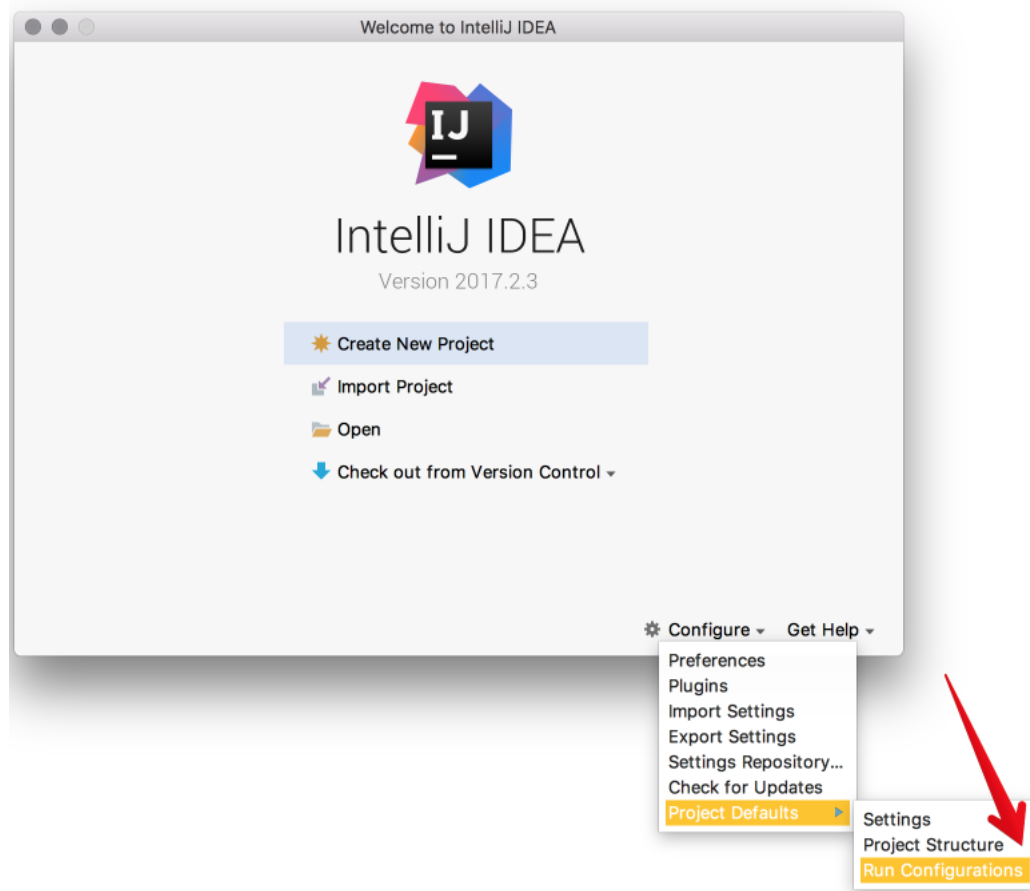 Welcome to IntelliJ IDEA
IJ
IntelliJ IDEA
Version 2017.2.3
Create New Project
Import Project
Open
Check out from Version Control
Configure Get Help
Preferences
Plugins
Import Settings
Export Settings
Settings Repository...
Check for Updates
Project Defaults
Settings
Project Structure
Run Configurations